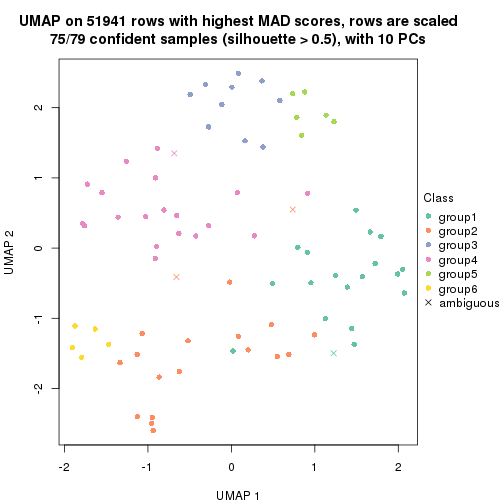 UMAP on 51941 rows with highest MAD scores, rows are scaled
75/79 confident samples (silhouette > 0.5), with 10 PCs
2
1
0
-1
-2
UMAP 2
-2
-1
0
1
2
UMAP 1
Class
group1
group2
group3
group4
group5
group6
ambiguous